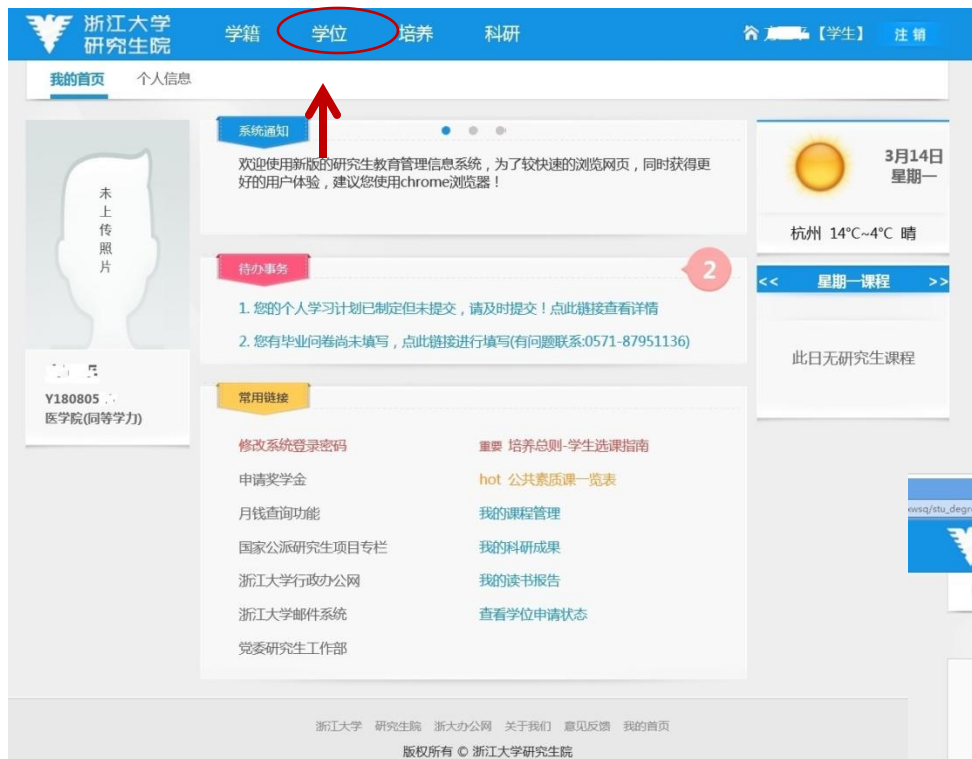 浙江大学
研究生院
学籍 学位 培养 科研
【学生】 注 销
我的首页 个人信息
未上传照片
Y180805
医学院(同等学力)
系统通知
欢迎使用新版的研究生教育管理信息系统，为了较快速的浏览网页，同时获得更
好的用户体验，建议您使用chrome浏览器！
待办事务
2
1. 您的个人学习计划已制定但未提交，请及时提交！点此链接查看详情
2. 您有毕业问卷尚未填写，点此链接进行填写(有问题联系:0571-87951136)
常用链接
修改系统登录密码 重要 培养总则-学生选课指南
申请奖学金 hot 公共素质课一览表
月钱查询功能 我的课程管理
国家公派研究生项目专栏 我的科研成果
浙江大学行政办公网 我的读书报告
浙江大学邮件系统 查看学位申请状态
党委研究生工作部
3月14日
星期一
杭州 14°C~4°C 晴
<< 星期一课程 >>
此日无研究生课程
wsq/stu_degr
浙江大学 研究生院 浙大办公网 关于我们 意见反馈 我的首页
版权所有 © 浙江大学研究生院